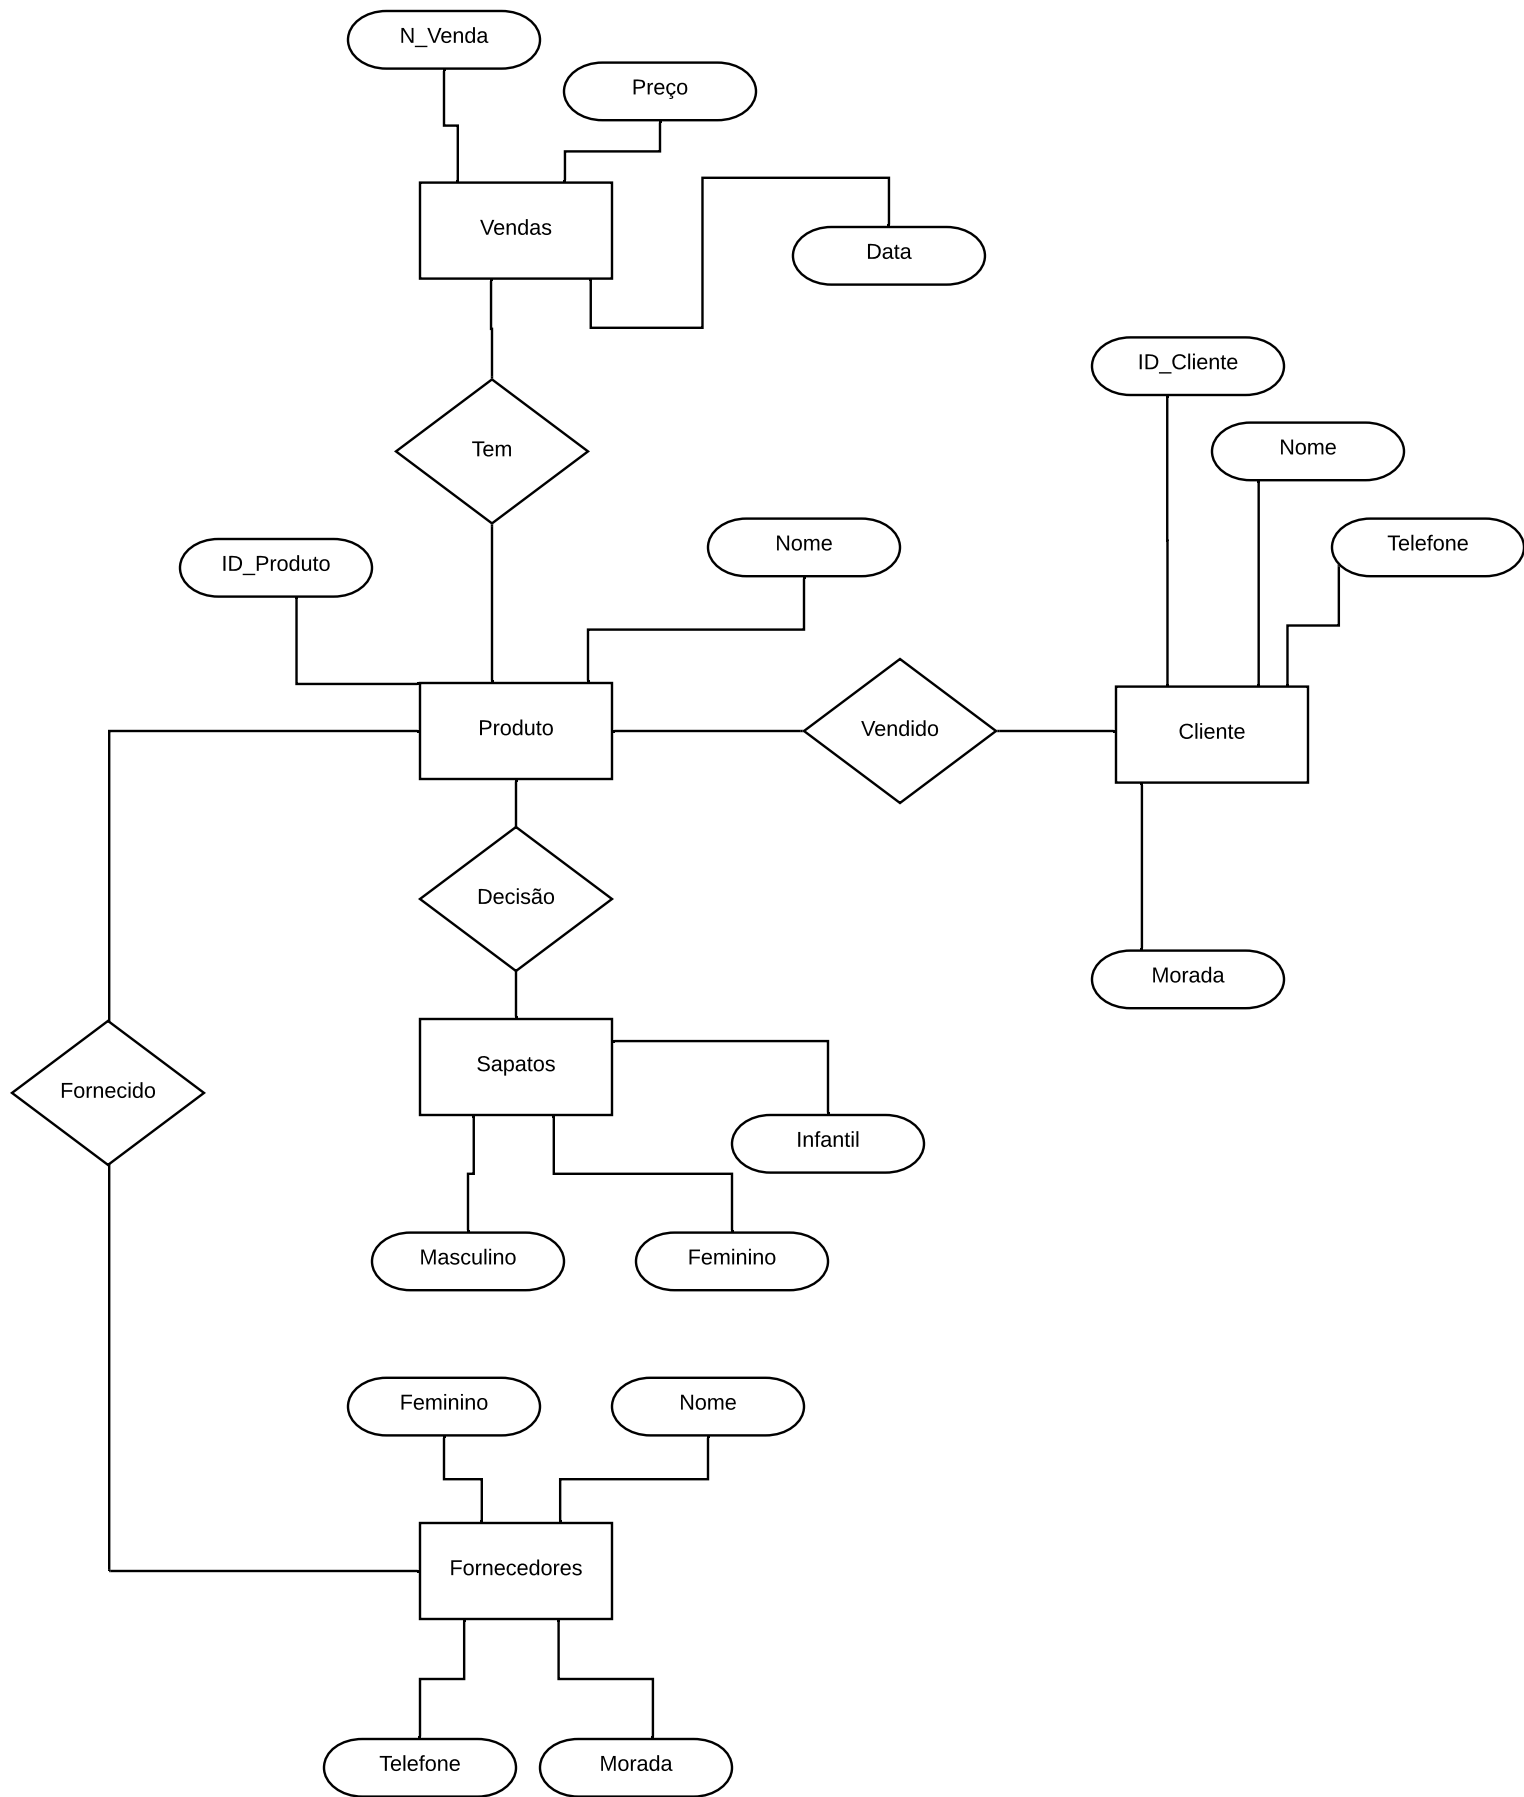 N_Venda
Preço
Vendas
Data
ID_Cliente
Nome
Tem
Telefone
Nome
ID_Produto
Produto
Vendido
Cliente
Decisão
Morada
Sapatos
Fornecido
Infantil
Masculino
Feminino
Feminino
Nome
Fornecedores
Telefone
Morada